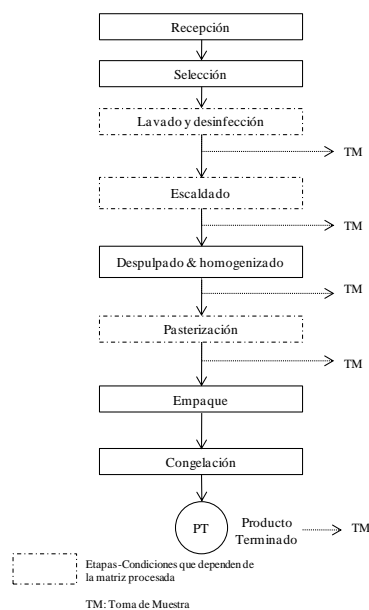 Recepción
Selección
Lavado y desinfección
TM
Escaldado
TM
Despulpado & homogenizado
TM
Pasterización
TM
Empaque
Congelación
PT
Producto
Terminado
TM
Etapas-Condiciones que dependen de
la matriz procesada
TM: Toma de Muestra